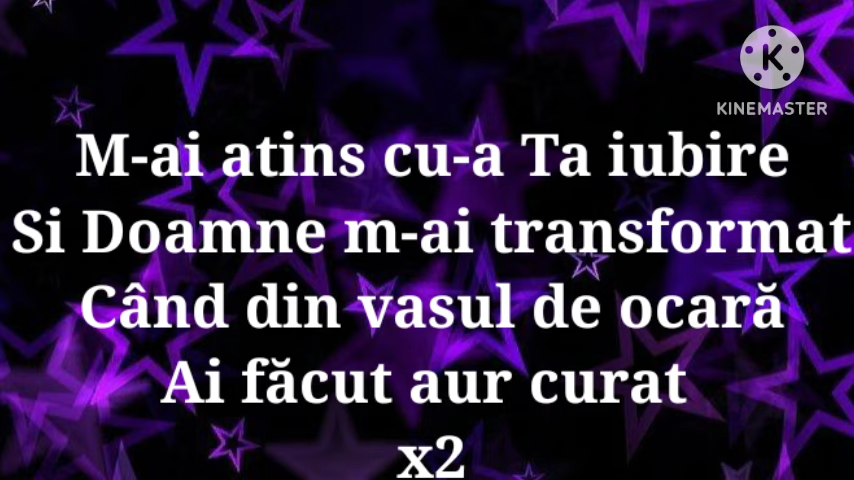 KINEMASTER
M-ai atins cu-a Ta iubire
Si Doamne m-ai transformat
Când din vasul de ocară
Ai făcut aur curat
x2